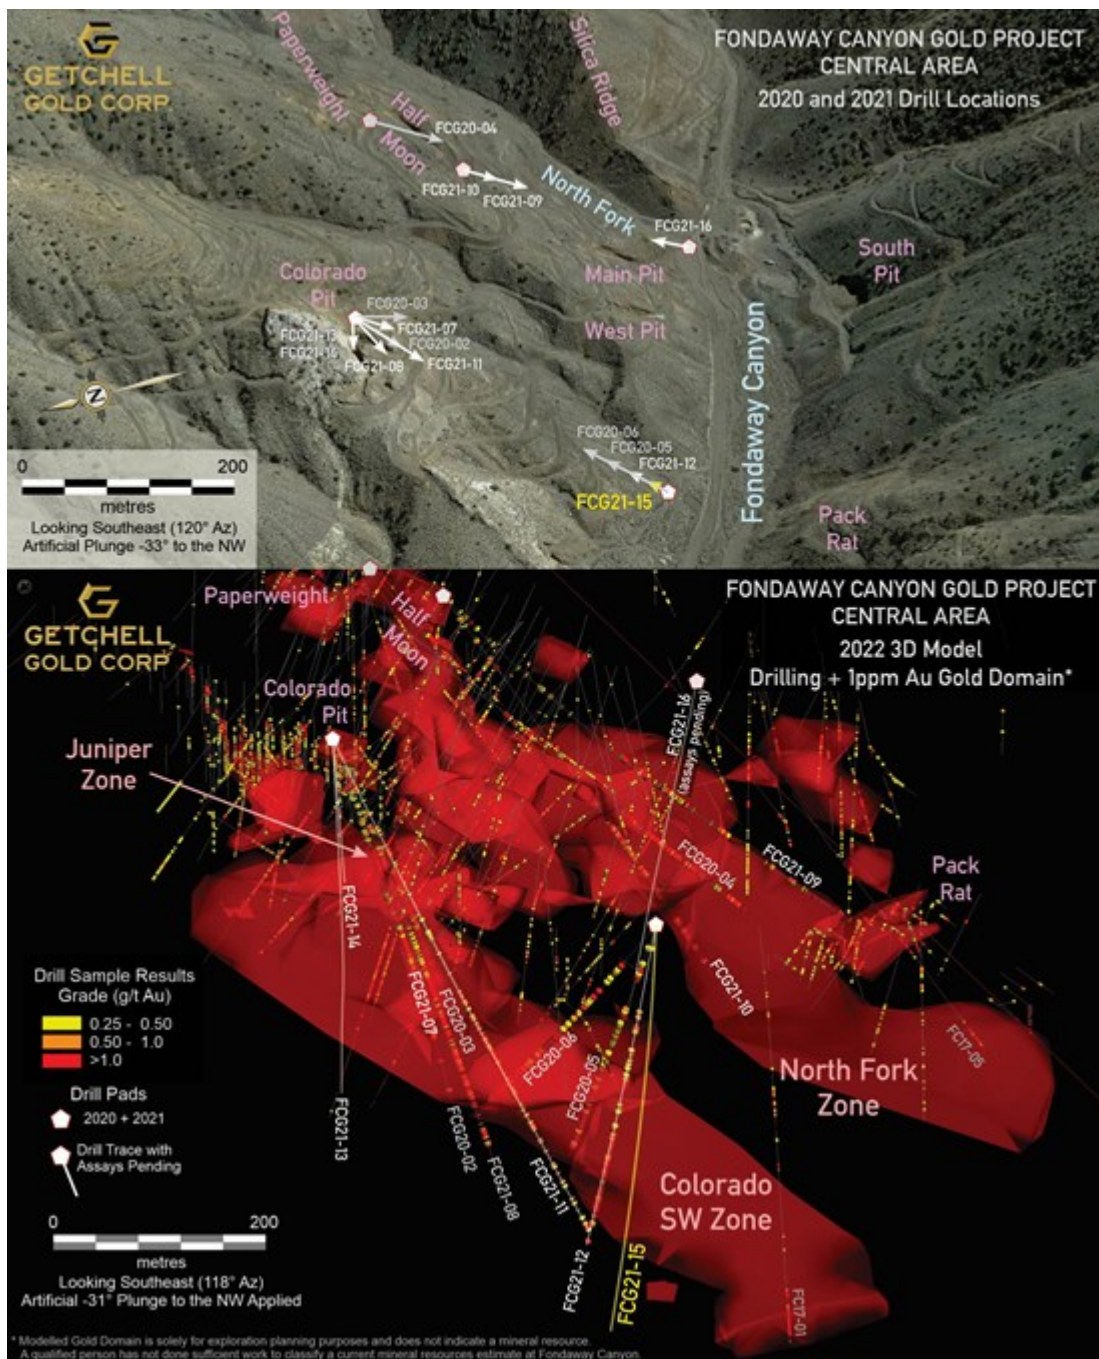 GETCHELL
GOLD CORP.
FONDAWAY CANYON GOLD PROJECT
CENTRAL AREA
2020 and 2021 Drill Locations
Paperweight
Half
Moon
Silica Ridge
FCG20-04
FCG21-10
FCG21-09
North Fork
FCG21-16
Main Pit
West Pit
South
Pit
Colorado
Pit
FCG20-03
FCG21-07
FCG20-02
FCG21-11
FCG21-08
FCG21-13
FCG21-14
Fondaway Canyon
FCG20-06
FCG20-05
FCG21-12
FCG21-15
Pack
Rat
N
0 200
metres
Looking Southeast (120° Az)
Artificial Plunge -33° to the NW
GETCHELL
GOLD CORP.
FONDAWAY CANYON GOLD PROJECT
CENTRAL AREA
2022 3D Model
Drilling + 1ppm Au Gold Domain*
Paperweight
Half
Moon
Colorado
Pit
Juniper
Zone
FCG21-16
(assays pending)
FCG20-04
FCG21-09
Pack
Rat
FCG21-14
FCG21-07
FCG20-03
FCG20-06
FCG20-05
FCG21-10
FC17-05
North Fork
Zone
FCG21-13
FCG20-02
FCG21-08
FCG21-11
FCG21-12
FCG21-15
Colorado
SW Zone
FC17-01
Drill Sample Results
Grade (g/t Au)
0.25 - 0.50
0.50 - 1.0
>1.0
Drill Pads
2020 + 2021
Drill Trace with
Assays Pending
0 200
metres
Looking Southeast (118° Az)
Artificial -31° Plunge to the NW Applied
* Modelled Gold Domain is solely for exploration planning purposes and does not indicate a mineral resource.
A qualified person has not done sufficient work to classify a current mineral resources estimate at Fondaway Canyon.